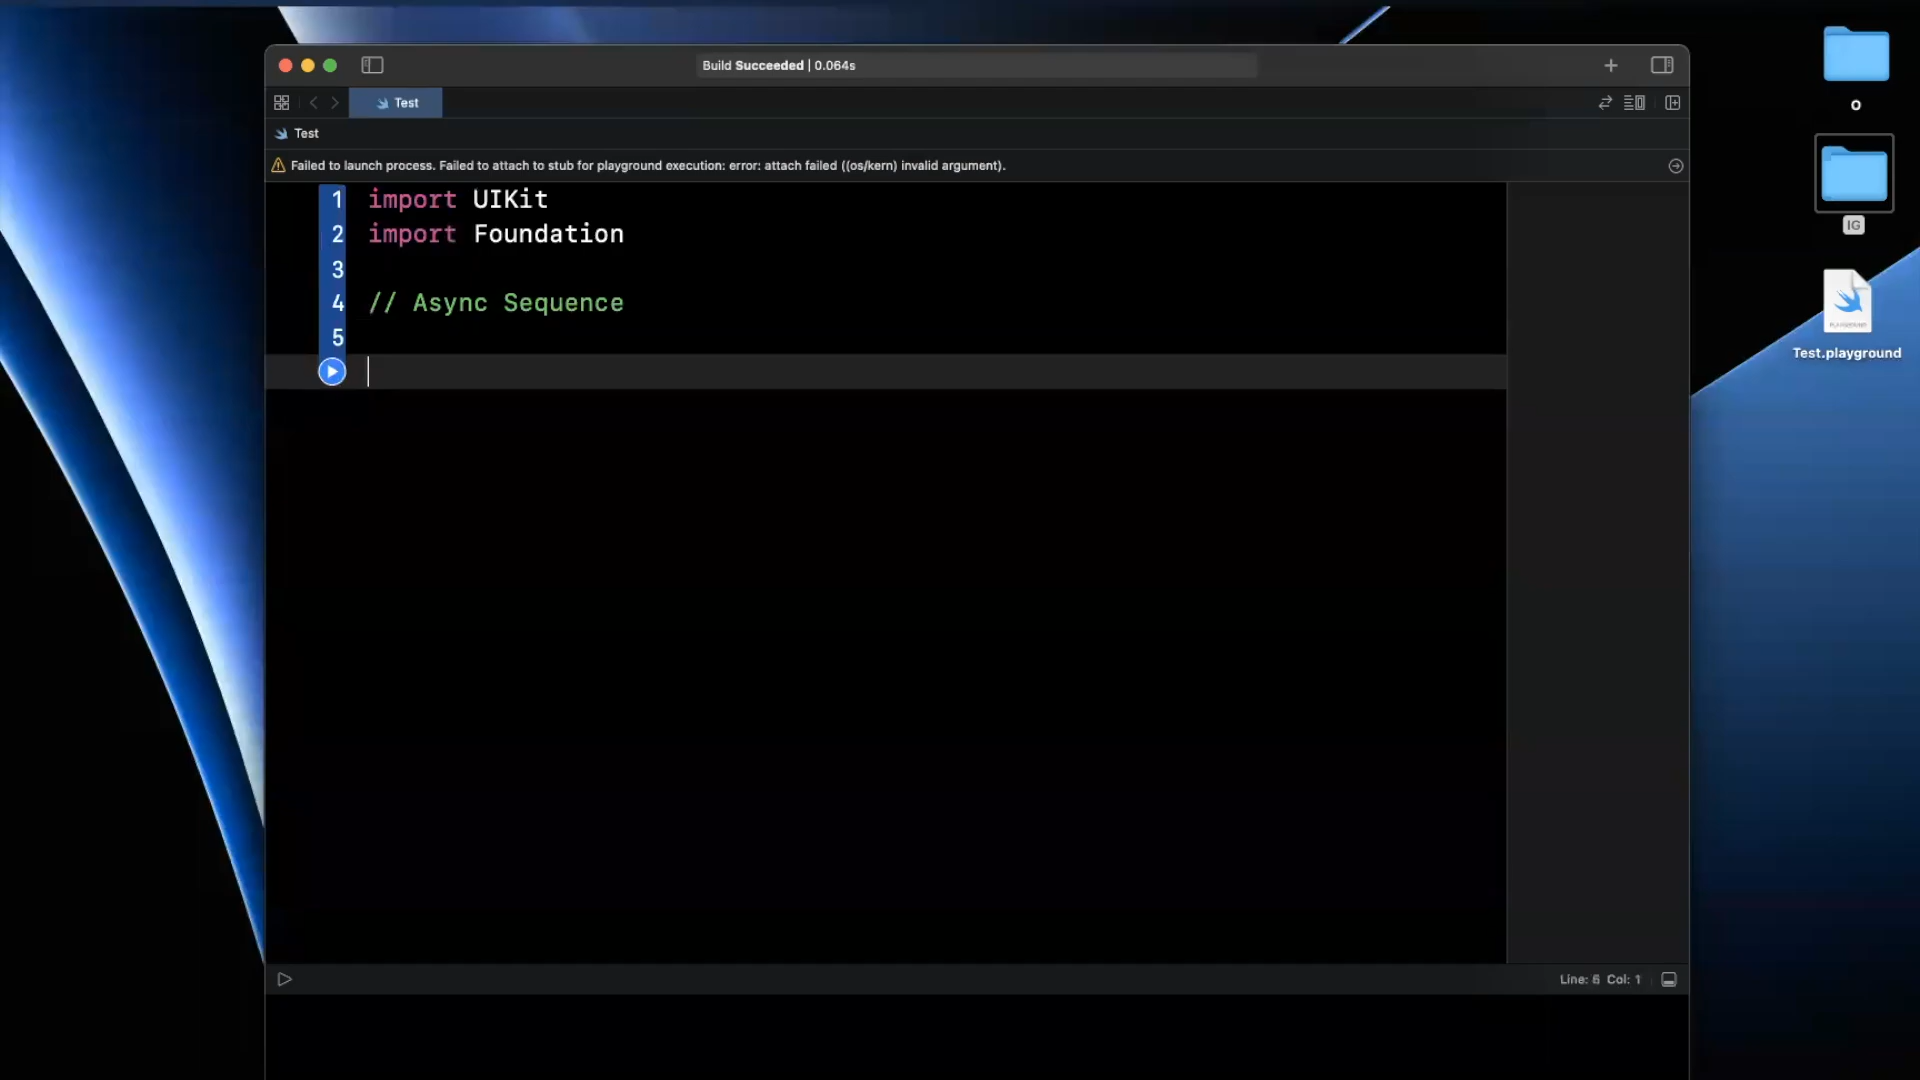 Build Succeeded | 0.064s
Test
Test
Failed to launch process. Failed to attach to stub for playground execution: error: attach failed ((os/kern) invalid argument).
1 import UIKit
2 import Foundation
3
4 // Async Sequence
5
Line: 6 Col: 1
o
IG
PLAYGROUND
Test.playground